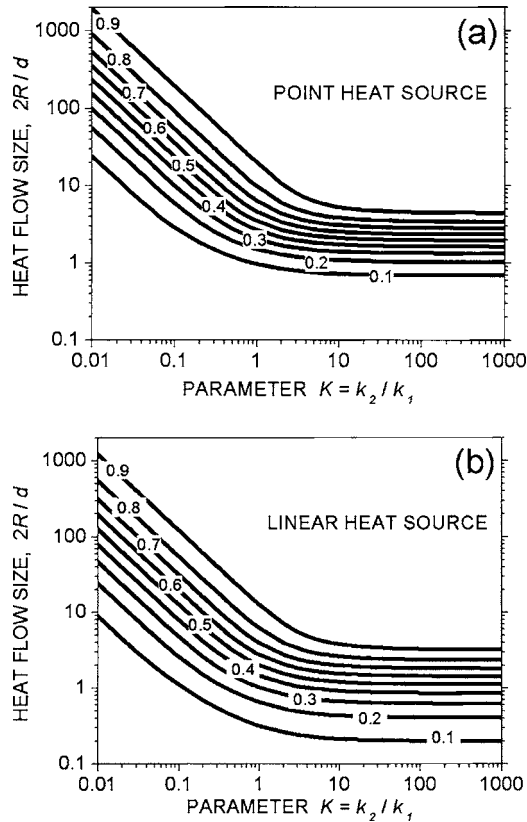 (a)
POINT HEAT SOURCE
HEAT FLOW SIZE, 2R / d
1000
100
10
1
0.1
0.9
0.8
0.7
0.6
0.5
0.4
0.3
0.2
0.1
0.01 0.1 1 10 100 1000
PARAMETER K = k₂ / k₁
(b)
LINEAR HEAT SOURCE
HEAT FLOW SIZE, 2R / d
1000
100
10
1
0.1
0.9
0.8
0.7
0.6
0.5
0.4
0.3
0.2
0.1
0.01 0.1 1 10 100 1000
PARAMETER K = k₂ / k₁